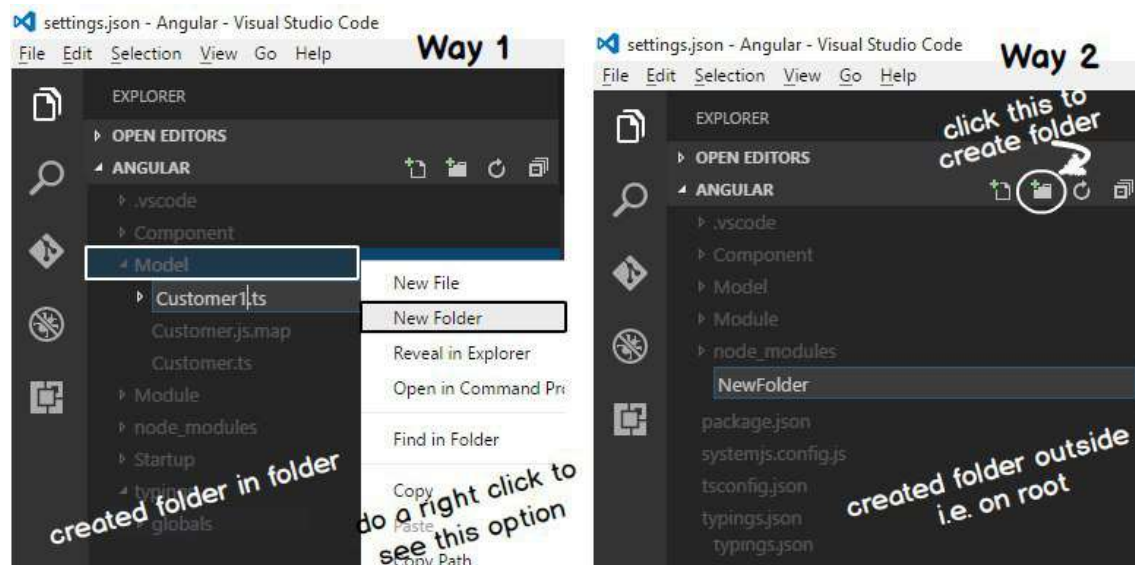 settings.json - Angular - Visual Studio Code
File Edit Selection View Go Help
Way 1
EXPLORER
OPEN EDITORS
ANGULAR
.vscode
Component
Model
Customer1.ts
Customer.js.map
Customer.ts
Module
node_modules
Startup
typings
globals
created folder in folder
New File
New Folder
Reveal in Explorer
Open in Command Pro
Find in Folder
Copy
Paste
Copy Path
do a right click to
see this option
settings.json - Angular - Visual Studio Code
File Edit Selection View Go Help
Way 2
click this to
create folder
EXPLORER
OPEN EDITORS
ANGULAR
.vscode
Component
Model
Module
node_modules
NewFolder
package.json
systemjs.config.js
tsconfig.json
typings.json
typings.json
created folder outside
i.e. on root